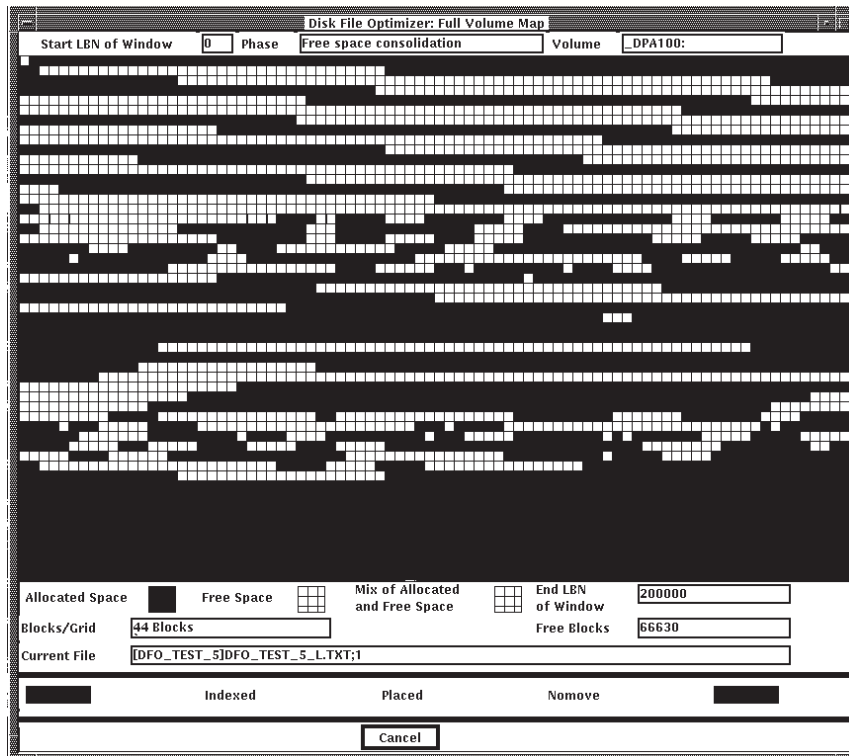 Disk File Optimizer: Full Volume Map
Start LBN of Window 0 Phase Free space consolidation Volume _DPA100:
Allocated Space Free Space Mix of Allocated and Free Space End LBN of Window 200000
Blocks/Grid 44 Blocks Free Blocks 66630
Current File [DFO_TEST_5]DFO_TEST_5_L.TXT;1
Indexed Placed Nomove
Cancel